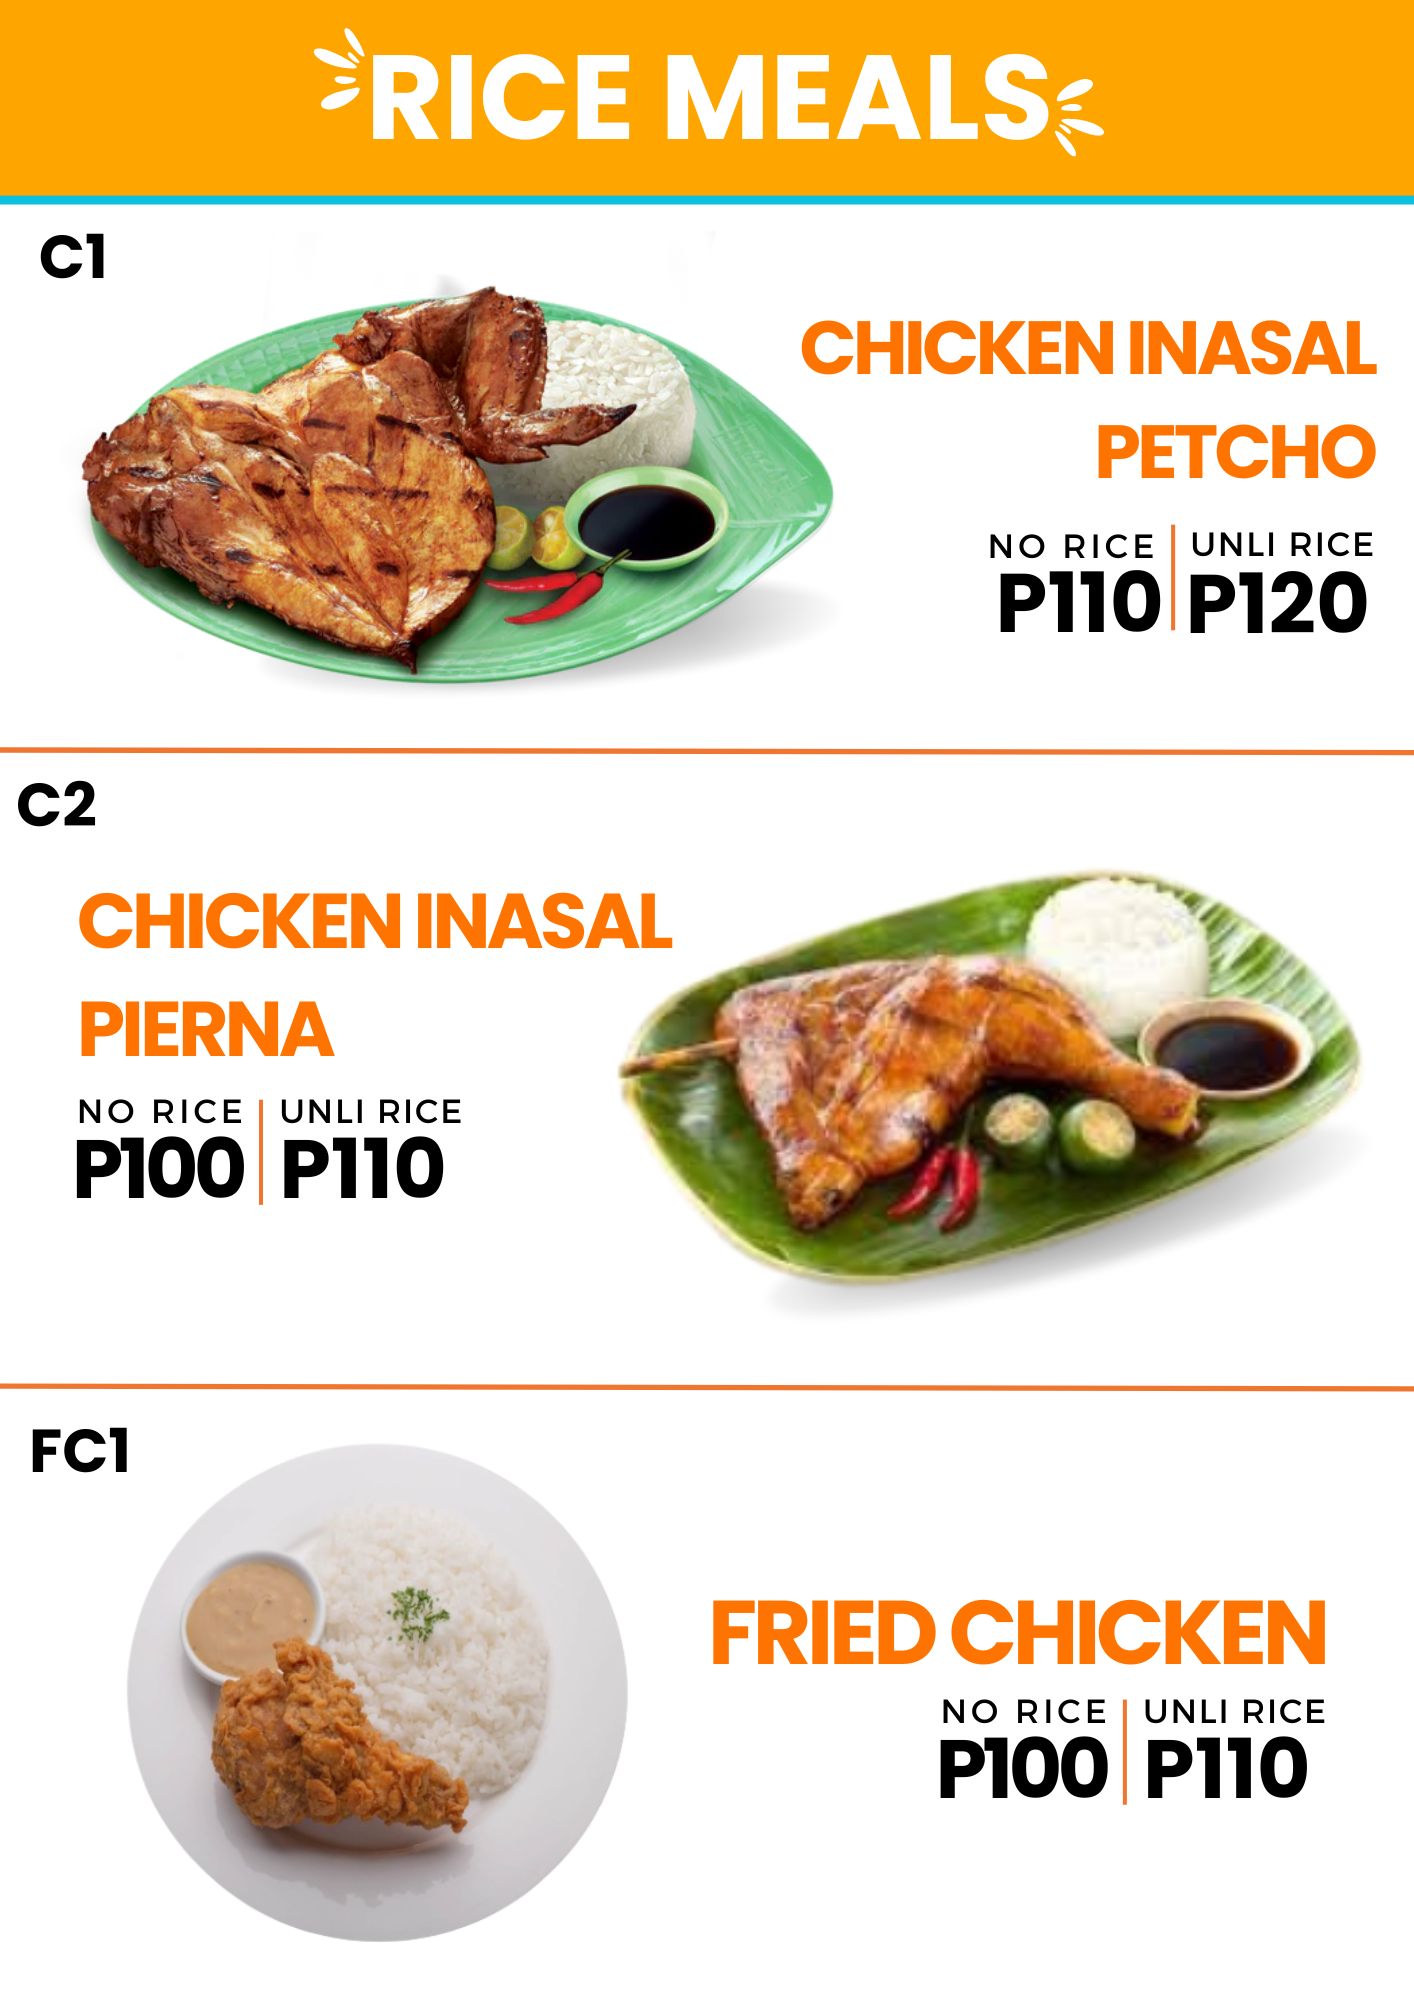 RICE MEALS
C1
CHICKEN INASAL
PETCHO
NO RICE UNLI RICE
P110 P120
C2
CHICKEN INASAL
PIERNA
NO RICE UNLI RICE
P100 P110
FC1
FRIED CHICKEN
NO RICE UNLI RICE
P100 P110